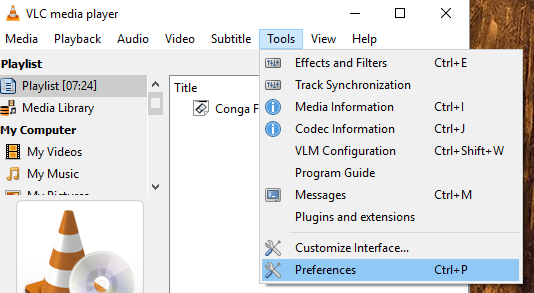 VLC media player
Media Playback Audio Video Subtitle Tools View Help
Playlist
Playlist [07:24]
Media Library
My Computer
My Videos
My Music
My Pictures
Title
Conga F
Effects and Filters Ctrl+E
Track Synchronization
Media Information Ctrl+I
Codec Information Ctrl+J
VLM Configuration Ctrl+Shift+W
Program Guide
Messages Ctrl+M
Plugins and extensions
Customize Interface...
Preferences Ctrl+P